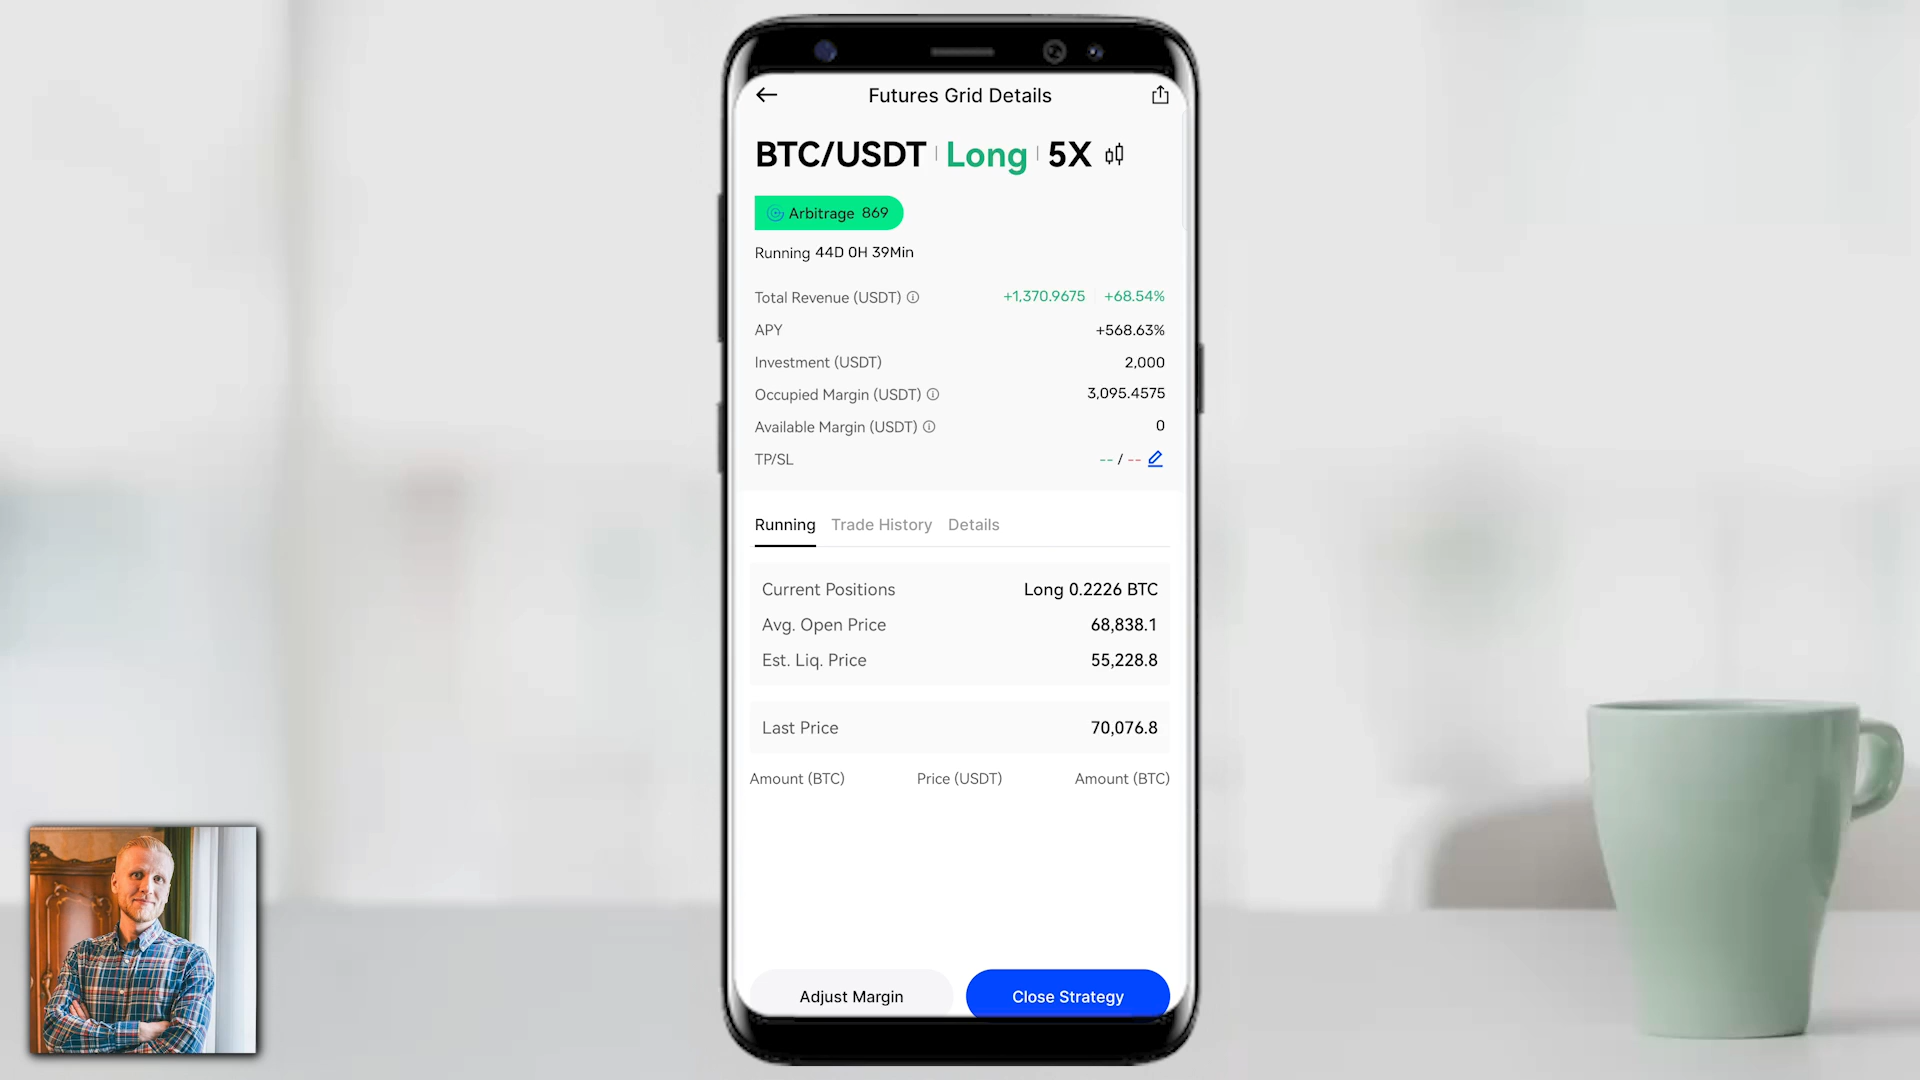 Futures Grid Details
BTC/USDT Long 5X
Arbitrage 869
Running 44D 0H 39Min
Total Revenue (USDT) +1,370.9675 +68.54%
APY +568.63%
Investment (USDT) 2,000
Occupied Margin (USDT) 3,095.4575
Available Margin (USDT) 0
TP/SL -- / --
Running Trade History Details
Current Positions Long 0.2226 BTC
Avg. Open Price 68,838.1
Est. Liq. Price 55,228.8
Last Price 70,076.8
Amount (BTC) Price (USDT) Amount (BTC)
Adjust Margin Close Strategy